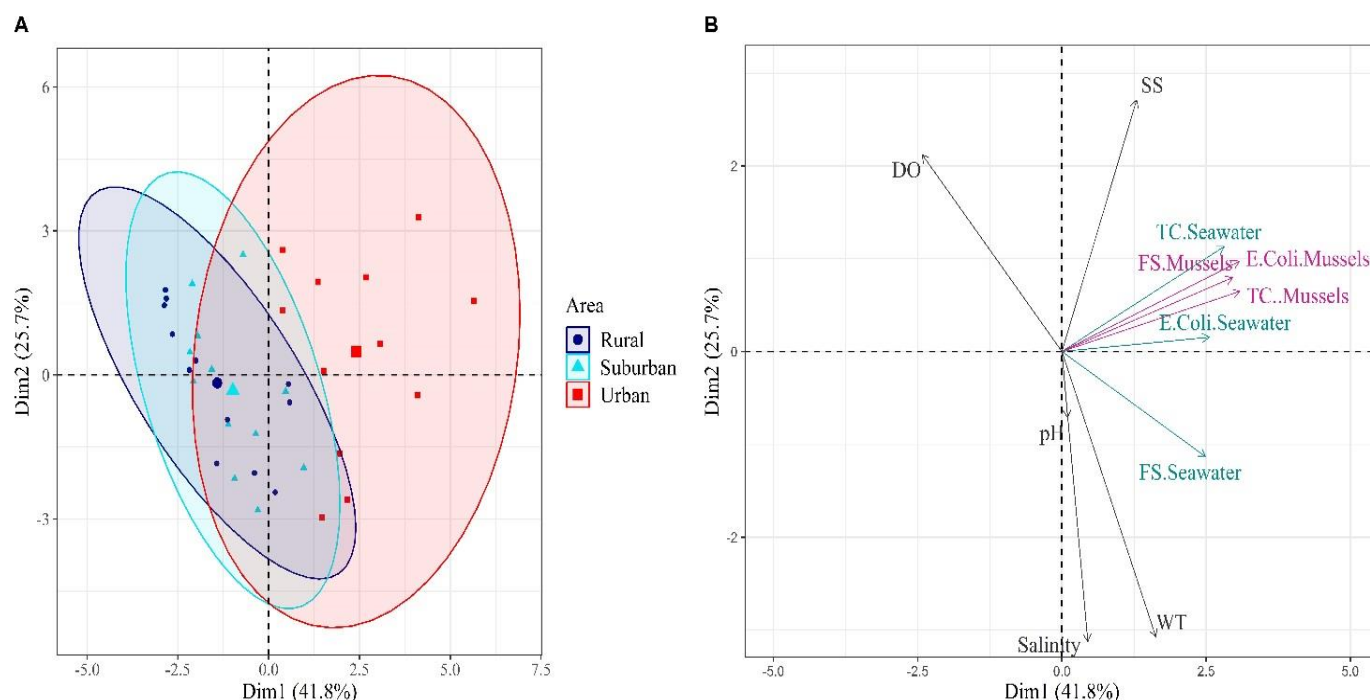 A
6
3
0
-3
-5.0
-2.5
0.0
2.5
5.0
7.5
Dim1 (41.8%)
Dim2 (25.7%)
Area
Rural
Suburban
Urban
B
2
0
-2
-5.0
-2.5
0.0
2.5
5.0
Dim1 (41.8%)
Dim2 (25.7%)
SS
DO
TC.Seawater
FS.Mussels
E.Coli.Mussels
TC..Mussels
E.Coli.Seawater
pH
FS.Seawater
Salinity
WT